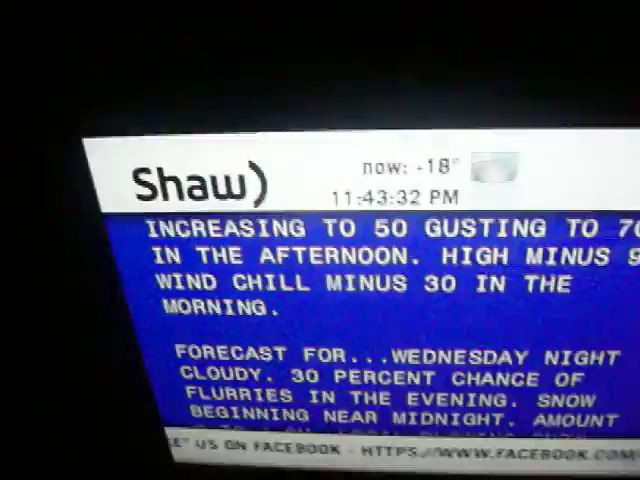 Shaw)
now: -18°
11:43:32 PM
INCREASING TO 50 GUSTING TO 70
IN THE AFTERNOON. HIGH MINUS 9
WIND CHILL MINUS 30 IN THE
MORNING.
FORECAST FOR...WEDNESDAY NIGHT
CLOUDY. 30 PERCENT CHANCE OF
FLURRIES IN THE EVENING. SNOW
BEGINNING NEAR MIDNIGHT. AMOUNT
US ON FACEBOOK - HTTPS://WWW.FACEBOOK.COM